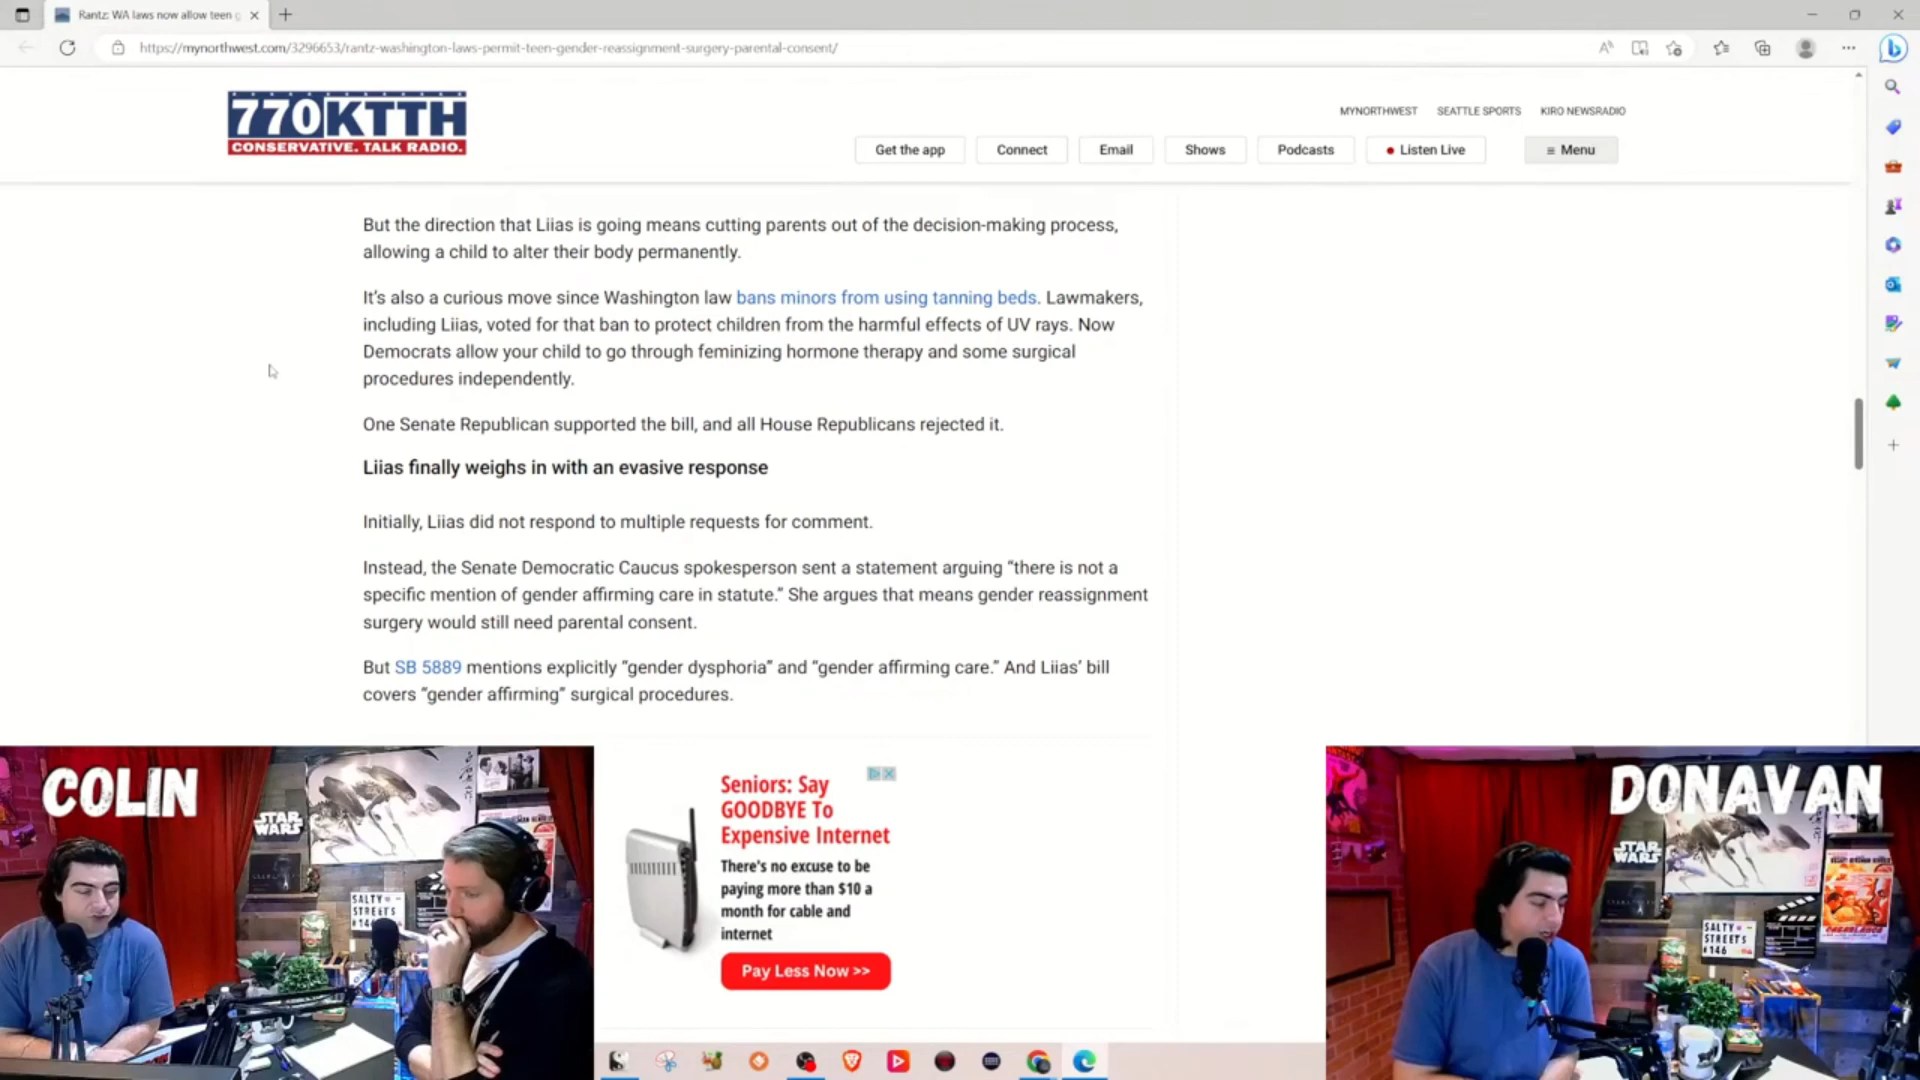 Rantz: WA laws now allow teen g
https://mynorthwest.com/3296653/rantz-washington-laws-permit-teen-gender-reassignment-surgery-parental-consent/
770KTTH
CONSERVATIVE. TALK RADIO.
MYNORTHWEST SEATTLE SPORTS KIRO NEWSRADIO
Get the app Connect Email Shows Podcasts Listen Live Menu
But the direction that Liias is going means cutting parents out of the decision-making process,
allowing a child to alter their body permanently.
It's also a curious move since Washington law bans minors from using tanning beds. Lawmakers,
including Liias, voted for that ban to protect children from the harmful effects of UV rays. Now
Democrats allow your child to go through feminizing hormone therapy and some surgical
procedures independently.
One Senate Republican supported the bill, and all House Republicans rejected it.
Liias finally weighs in with an evasive response
Initially, Liias did not respond to multiple requests for comment.
Instead, the Senate Democratic Caucus spokesperson sent a statement arguing “there is not a
specific mention of gender affirming care in statute.” She argues that means gender reassignment
surgery would still need parental consent.
But SB 5889 mentions explicitly “gender dysphoria” and “gender affirming care.” And Liias’ bill
covers “gender affirming” surgical procedures.
COLIN
STAR
WARS
SALTY
STREETS
Seniors: Say
GOODBYE To
Expensive Internet
There's no excuse to be
paying more than $10 a
month for cable and
internet
Pay Less Now >>
DONAVAN
STAR
WARS
SALTY
STREETS
#146
CASABLANCA